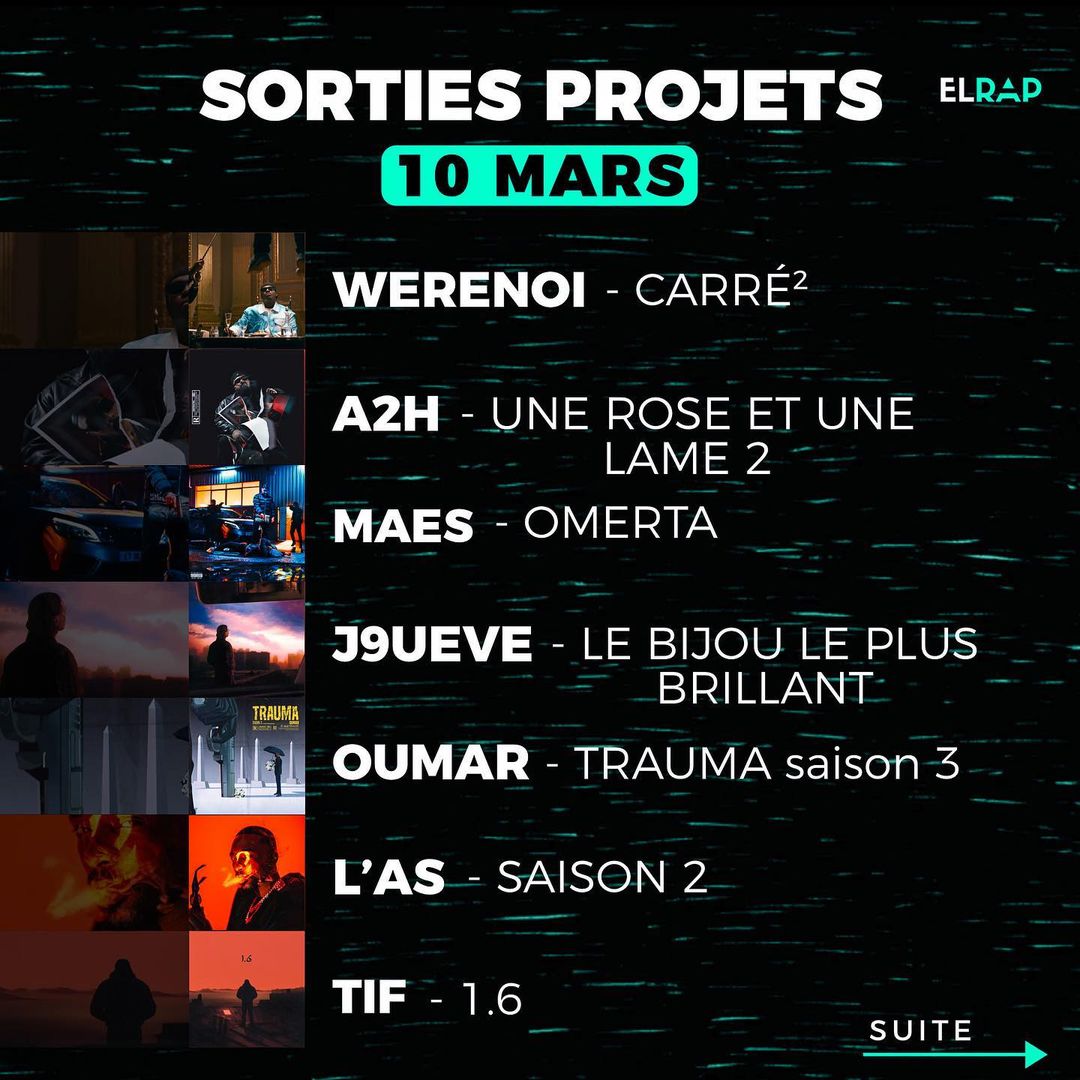 SORTIES PROJETS
ELRAP
10 MARS
WERENOI - CARRÉ²
A2H - UNE ROSE ET UNE
LAME 2
MAES - OMERTA
J9UEVE - LE BIJOU LE PLUS
BRILLANT
TRAUMA
OUMAR - TRAUMA saison 3
L'AS - SAISON 2
1.6
TIF - 1.6
SUITE